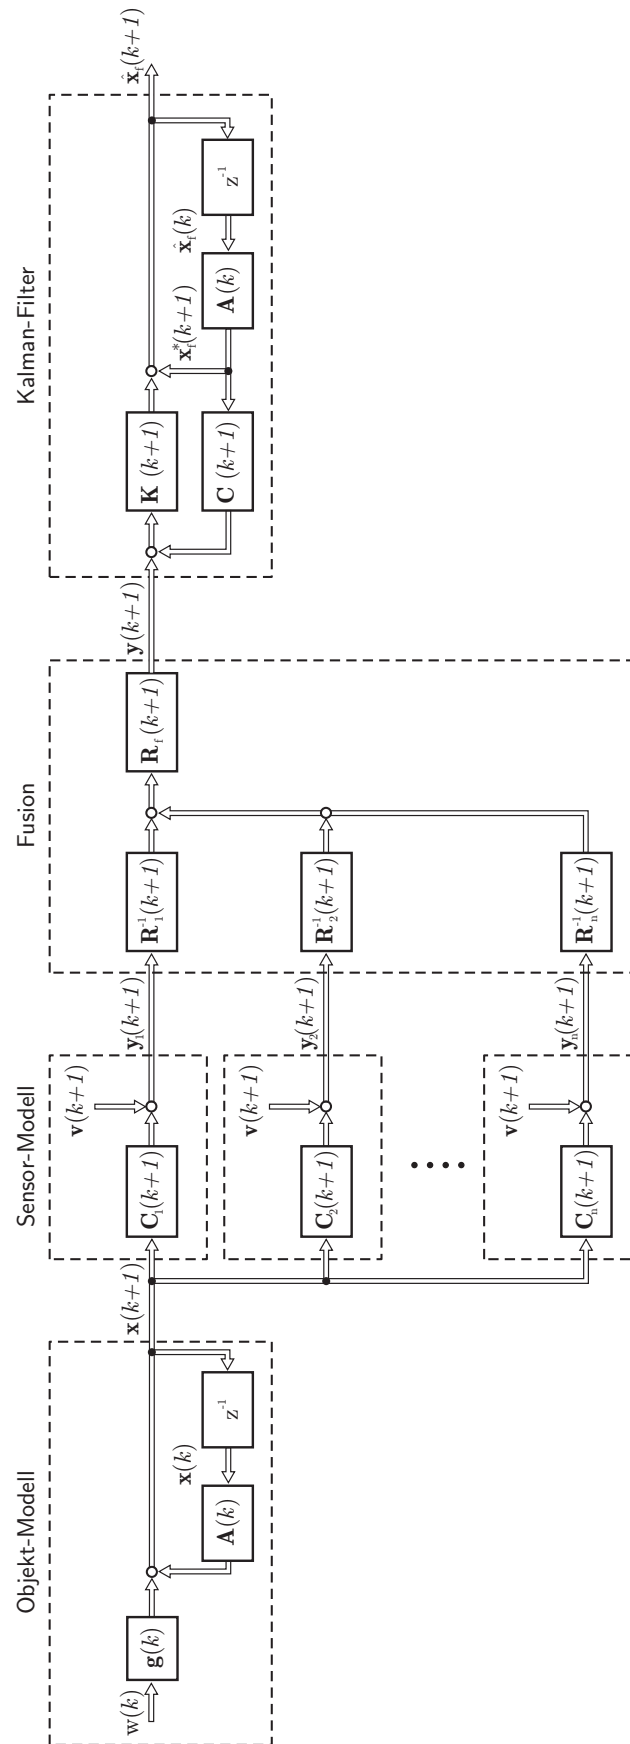 Objekt-Modell
w(k)
g(k)
A(k)
x(k)
z⁻¹
x(k+1)
Sensor-Modell
C₁(k+1)
v(k+1)
y₁(k+1)
C₂(k+1)
v(k+1)
y₂(k+1)
Cₙ(k+1)
v(k+1)
yₙ(k+1)
Fusion
R₁⁻¹(k+1)
R₂⁻¹(k+1)
Rₙ⁻¹(k+1)
R_f(k+1)
y(k+1)
Kalman-Filter
K (k+1)
C (k+1)
x*_f(k+1)
A(k)
x̂_f(k)
z⁻¹
x̂_f(k+1)